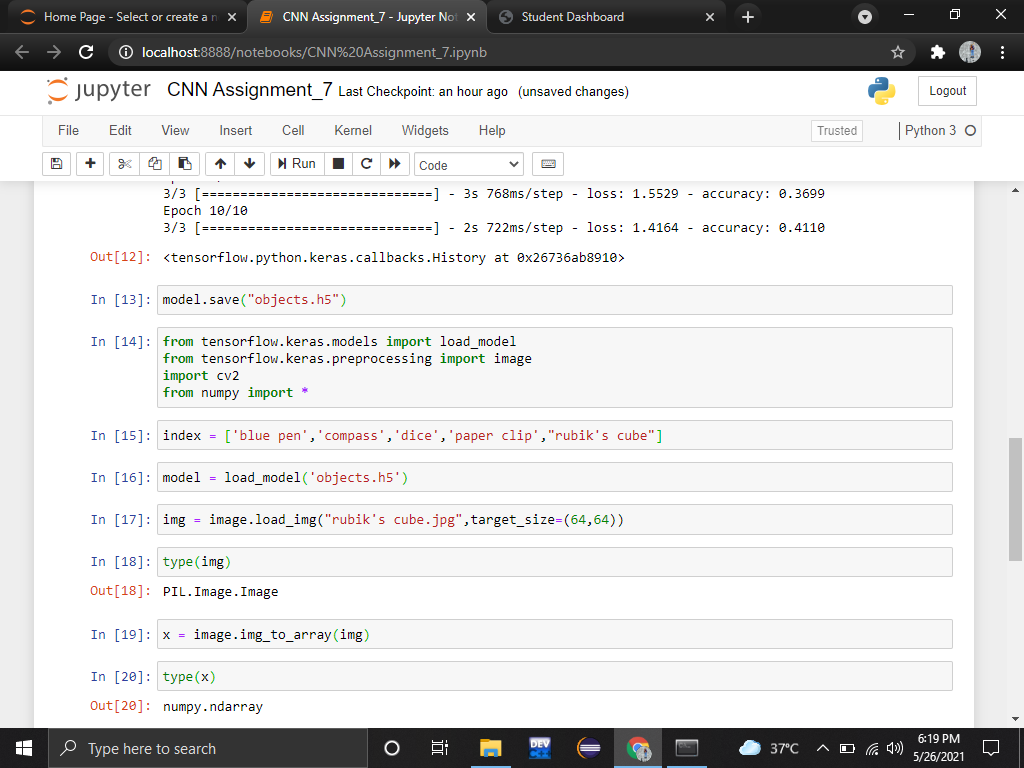 Home Page - Select or create a n
CNN Assignment_7 - Jupyter Not
Student Dashboard
localhost:8888/notebooks/CNN%20Assignment_7.ipynb
jupyter CNN Assignment_7 Last Checkpoint: an hour ago (unsaved changes)
Logout
File Edit View Insert Cell Kernel Widgets Help
Trusted
Python 3
Run
Code
3/3 [==============================] - 3s 768ms/step - loss: 1.5529 - accuracy: 0.3699
Epoch 10/10
3/3 [==============================] - 2s 722ms/step - loss: 1.4164 - accuracy: 0.4110
Out[12]: <tensorflow.python.keras.callbacks.History at 0x26736ab8910>
In [13]: model.save("objects.h5")
In [14]: from tensorflow.keras.models import load_model
from tensorflow.keras.preprocessing import image
import cv2
from numpy import *
In [15]: index = ['blue pen','compass','dice','paper clip',"rubik's cube"]
In [16]: model = load_model('objects.h5')
In [17]: img = image.load_img("rubik's cube.jpg",target_size=(64,64))
In [18]: type(img)
Out[18]: PIL.Image.Image
In [19]: x = image.img_to_array(img)
In [20]: type(x)
Out[20]: numpy.ndarray
Type here to search
DEV
37°C
6:19 PM
5/26/2021